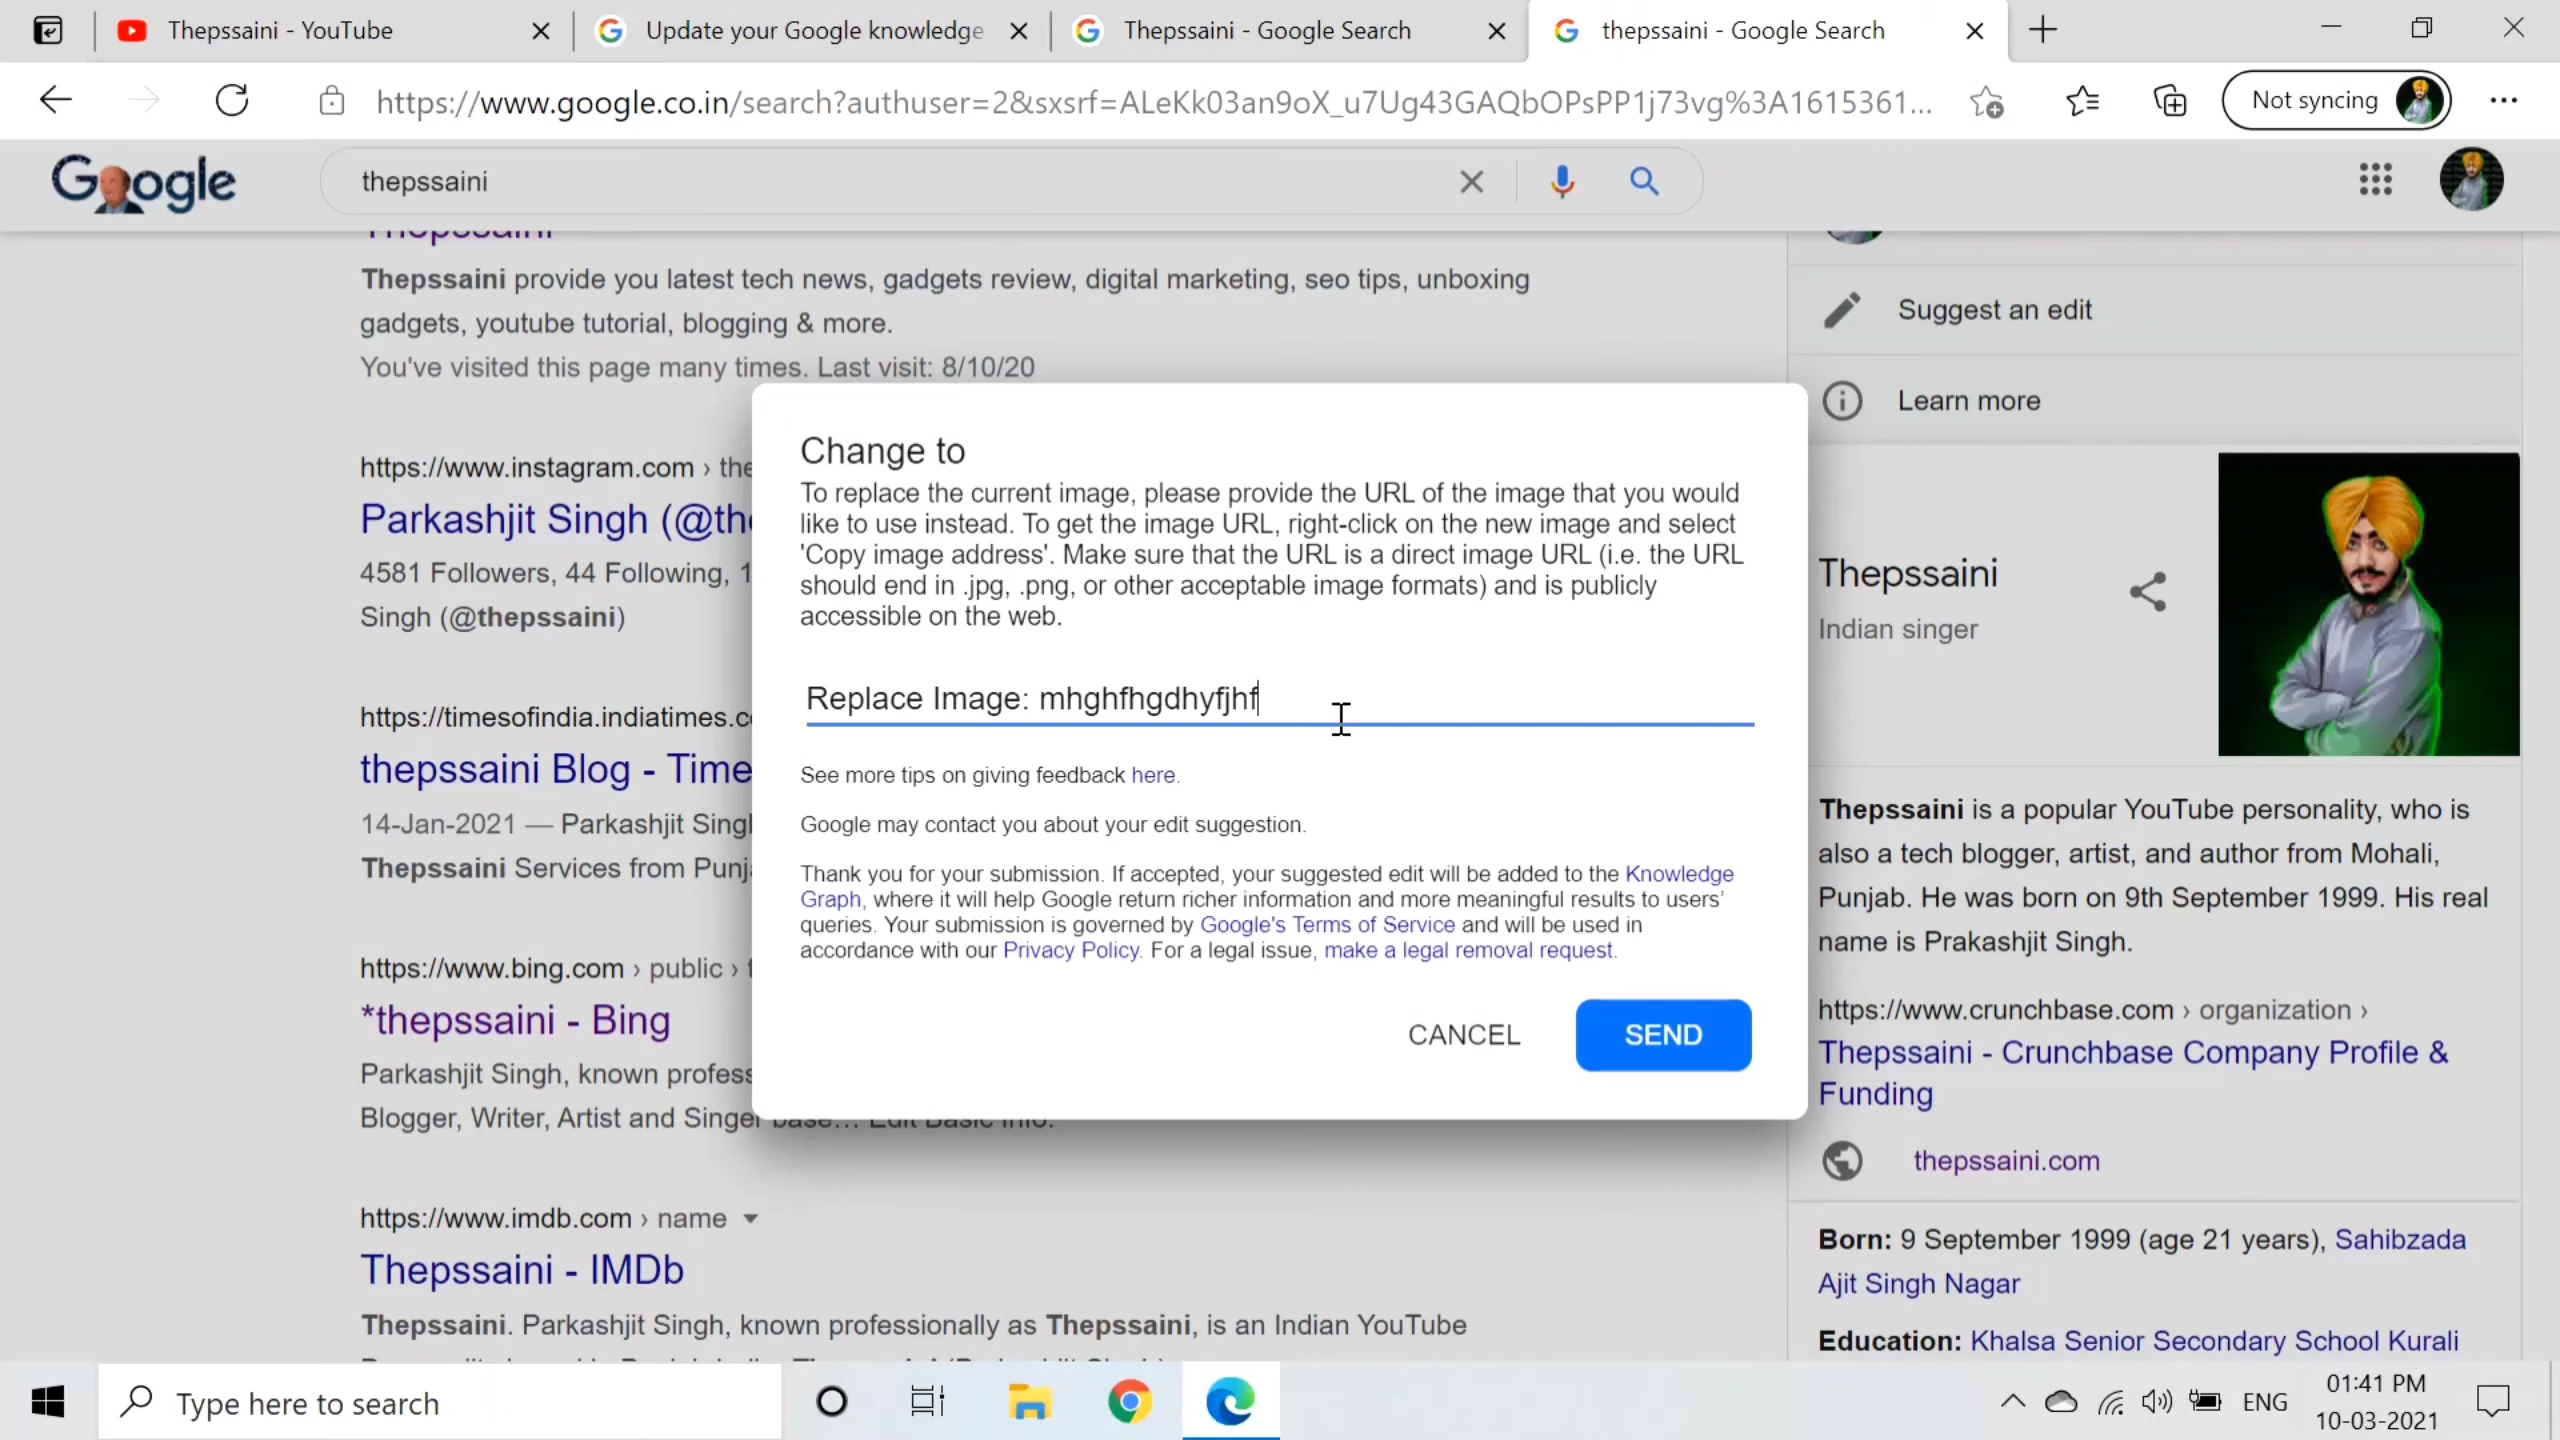 Thepssaini - YouTube
Update your Google knowledge
Thepssaini - Google Search
thepssaini - Google Search
https://www.google.co.in/search?authuser=2&sxsrf=ALeKk03an9oX_u7Ug43GAQbOPsPP1j73vg%3A1615361...
Not syncing
Google
thepssaini
Thepssaini
Thepssaini provide you latest tech news, gadgets review, digital marketing, seo tips, unboxing
gadgets, youtube tutorial, blogging & more.
You've visited this page many times. Last visit: 8/10/20
https://www.instagram.com › the
Parkashjit Singh (@the
4581 Followers, 44 Following, 1
Singh (@thepssaini)
https://timesofindia.indiatimes.co
thepssaini Blog - Time
14-Jan-2021 — Parkashjit Singh
Thepssaini Services from Punja
https://www.bing.com › public › t
*thepssaini - Bing
Parkashjit Singh, known profess
Blogger, Writer, Artist and Singer base... Edit Basic Info.
https://www.imdb.com › name
Thepssaini - IMDb
Thepssaini. Parkashjit Singh, known professionally as Thepssaini, is an Indian YouTube
Change to
To replace the current image, please provide the URL of the image that you would
like to use instead. To get the image URL, right-click on the new image and select
'Copy image address'. Make sure that the URL is a direct image URL (i.e. the URL
should end in .jpg, .png, or other acceptable image formats) and is publicly
accessible on the web.
Replace Image: mhghfhgdhyfjhf
See more tips on giving feedback here.
Google may contact you about your edit suggestion.
Thank you for your submission. If accepted, your suggested edit will be added to the Knowledge
Graph, where it will help Google return richer information and more meaningful results to users'
queries. Your submission is governed by Google's Terms of Service and will be used in
accordance with our Privacy Policy. For a legal issue, make a legal removal request.
CANCEL
SEND
Suggest an edit
Learn more
Thepssaini
Indian singer
Thepssaini is a popular YouTube personality, who is
also a tech blogger, artist, and author from Mohali,
Punjab. He was born on 9th September 1999. His real
name is Prakashjit Singh.
https://www.crunchbase.com › organization ›
Thepssaini - Crunchbase Company Profile &
Funding
thepssaini.com
Born: 9 September 1999 (age 21 years), Sahibzada
Ajit Singh Nagar
Education: Khalsa Senior Secondary School Kurali
Type here to search
ENG
01:41 PM
10-03-2021